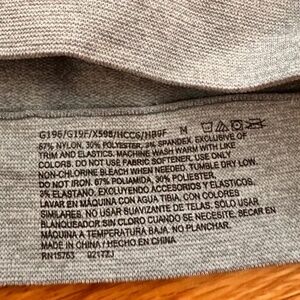 G196/G19F/X598/HCC6/HB9F M
67% NYLON, 30% POLYESTER, 3% SPANDEX. EXCLUSIVE OF
TRIM AND ELASTICS. MACHINE WASH WARM WITH LIKE
COLORS. DO NOT USE FABRIC SOFTENER, USE ONLY
NON-CHLORINE BLEACH WHEN NEEDED. TUMBLE DRY LOW.
DO NOT IRON. 67% POLIAMIDA, 30% POLIESTER,
3% ELASTANO. EXCLUYENDO ACCESORIOS Y ELASTICOS.
LAVAR EN MÁQUINA CON AGUA TIBIA, CON COLORES
SIMILARES. NO USAR SUAVIZANTE DE TELAS. SOLO USAR
BLANQUEADOR SIN CLORO CUANDO SE NECESITE, SECAR EN
MÁQUINA A TEMPERATURA BAJA, NO PLANCHAR.
MADE IN CHINA / HECHO EN CHINA
RN15763